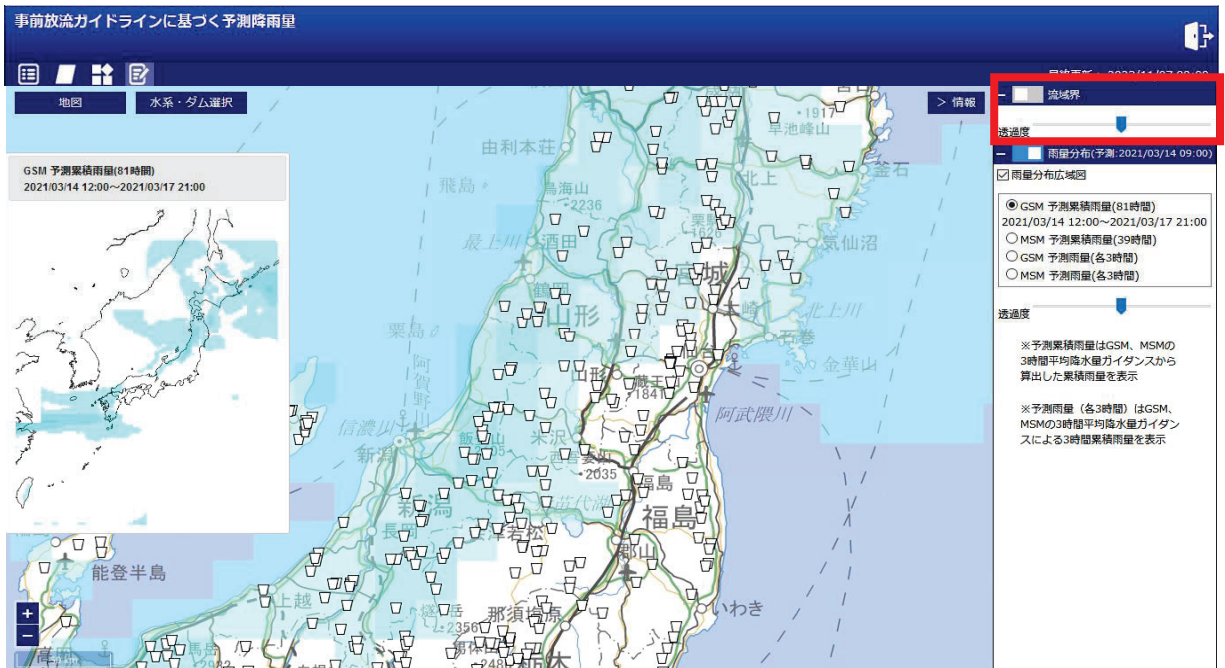 事前放流ガイドラインに基づく予測降雨量
地図
水系・ダム選択
> 情報
流域界
透過度
雨量分布(予測:2021/03/14 09:00)
雨量分布広域図
GSM 予測累積雨量(81時間)
2021/03/14 12:00～2021/03/17 21:00
MSM 予測累積雨量(39時間)
GSM 予測雨量(各3時間)
MSM 予測雨量(各3時間)
透過度
※予測累積雨量はGSM、MSMの
3時間平均降水量ガイダンスから
算出した累積雨量を表示
※予測雨量（各3時間）はGSM、
MSMの3時間平均降水量ガイダン
スによる3時間累積雨量を表示
GSM 予測累積雨量(81時間)
2021/03/14 12:00～2021/03/17 21:00
由利本荘
・1917
早池峰山
釜石
飛島
鳥海山
・2236
北上
最上川
酒田
1626
気仙沼
鶴岡
宮城
山形
北上川
石巻
粟島
金華山
山形
蔵王
・1841
阿賀野川
阿武隈川
信濃川
新潟
米沢
・2035
福島
新潟
福島
長岡
会津若松
郡山
能登半島
上越
那須塩原
いわき
・2356
栃木
+
−